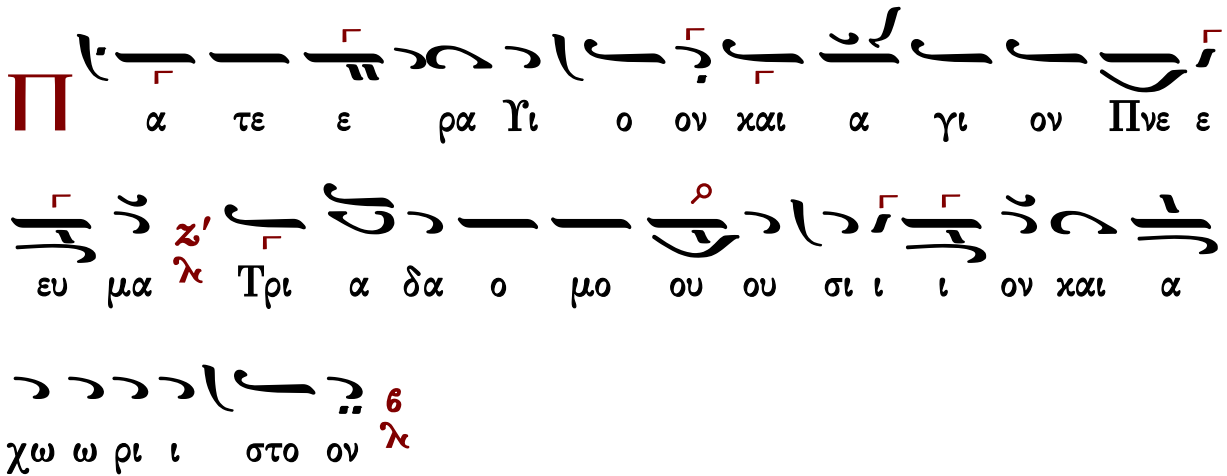 Π α τε ε ρα Υι ο ον και α γι ον Πνε ε
ευ μα Ζ' λ Τρι α δα ο μο ου ου σι ι ι ον και α
χω ω ρι ι στο ον β λ